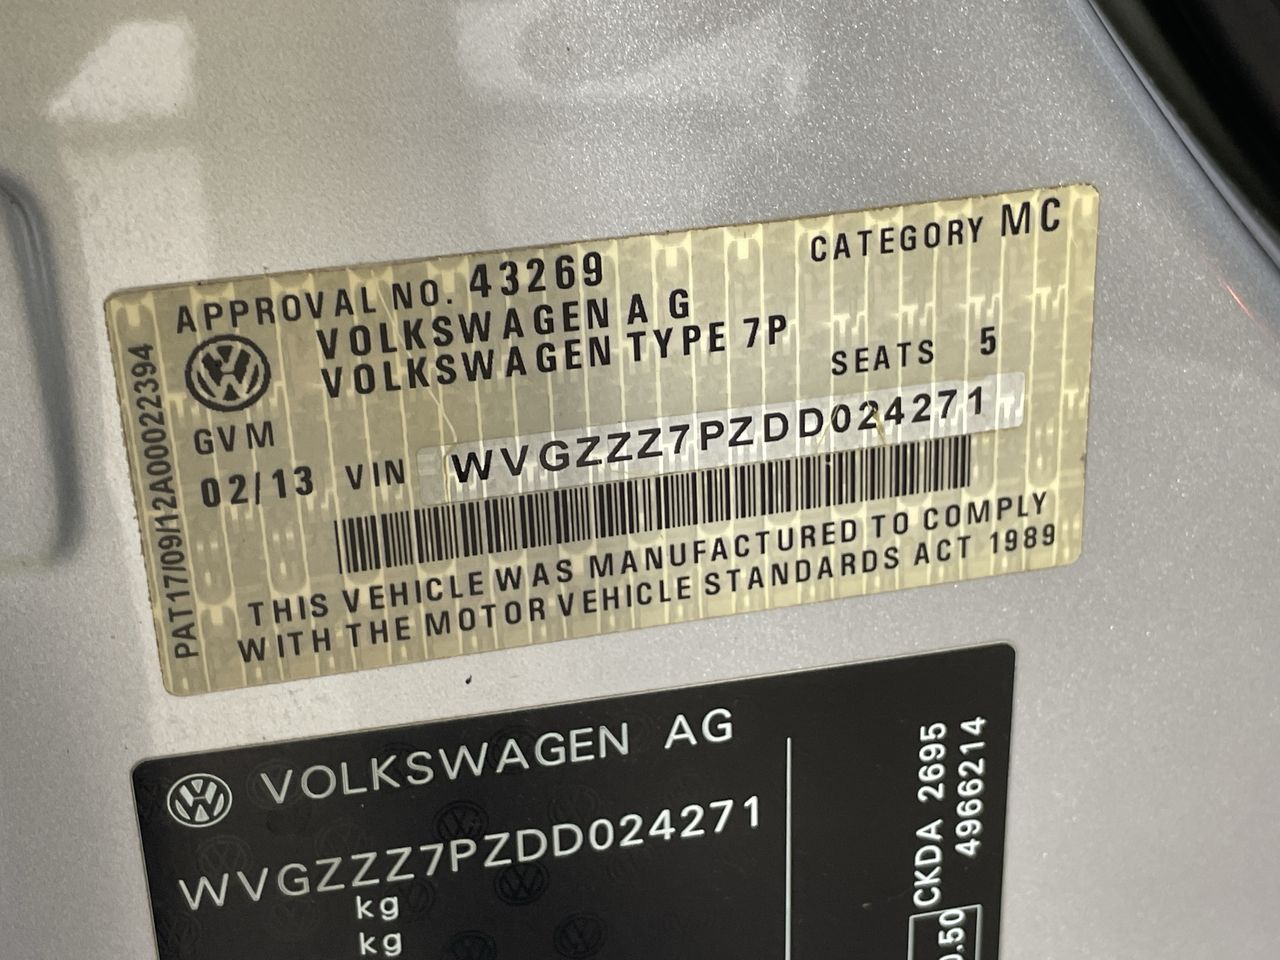 APPROVAL NO. 43269
CATEGORY MC
VOLKSWAGEN A G
VOLKSWAGEN TYPE 7P
SEATS 5
GVM
02/13 VIN WVGZZZ7PZDD024271
THIS VEHICLE WAS MANUFACTURED TO COMPLY
WITH THE MOTOR VEHICLE STANDARDS ACT 1989
PAT17/09/12A00022394
VOLKSWAGEN AG
WVGZZZ7PZDD024271
kg
kg
CKDA 2695
4966214